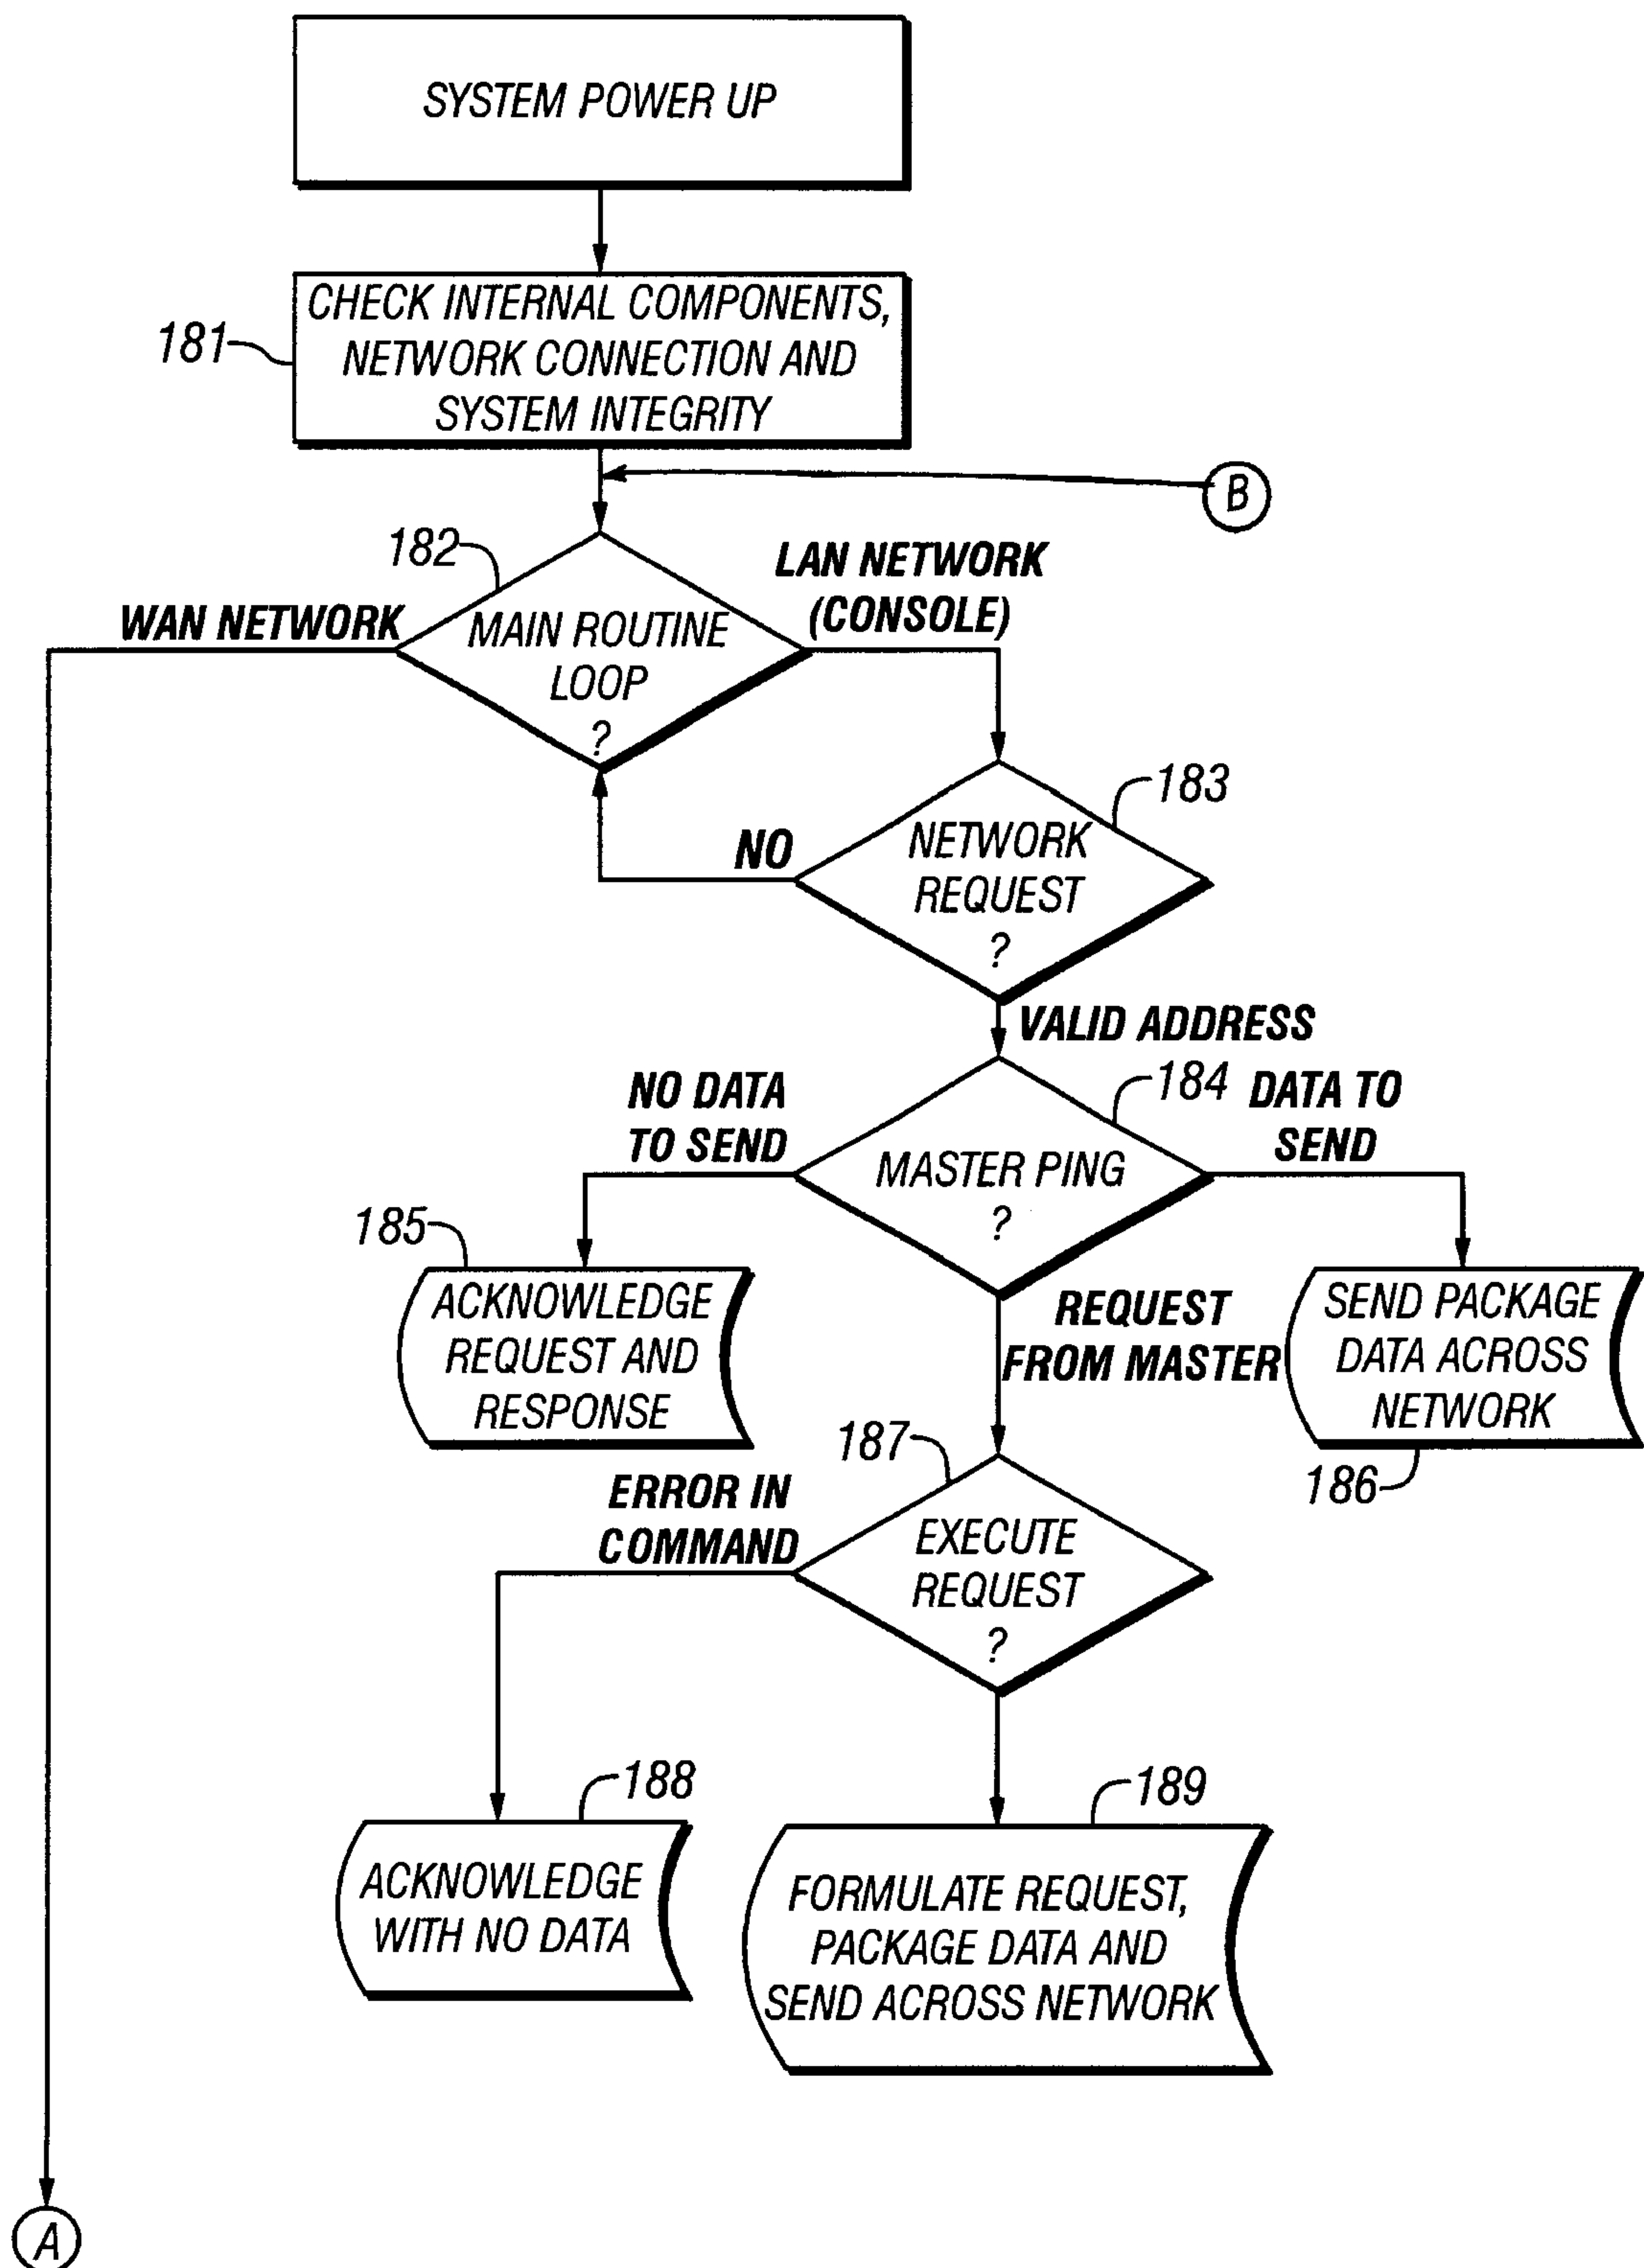 SYSTEM POWER UP
CHECK INTERNAL COMPONENTS,
NETWORK CONNECTION AND
SYSTEM INTEGRITY
181
B
182
LAN NETWORK
(CONSOLE)
WAN NETWORK
MAIN ROUTINE
LOOP
?
183
NO
NETWORK
REQUEST
?
VALID ADDRESS
184
NO DATA
TO SEND
DATA TO
SEND
MASTER PING
?
185
ACKNOWLEDGE
REQUEST AND
RESPONSE
REQUEST
FROM MASTER
SEND PACKAGE
DATA ACROSS
NETWORK
186
187
ERROR IN
COMMAND
EXECUTE
REQUEST
?
188
189
ACKNOWLEDGE
WITH NO DATA
FORMULATE REQUEST,
PACKAGE DATA AND
SEND ACROSS NETWORK
A